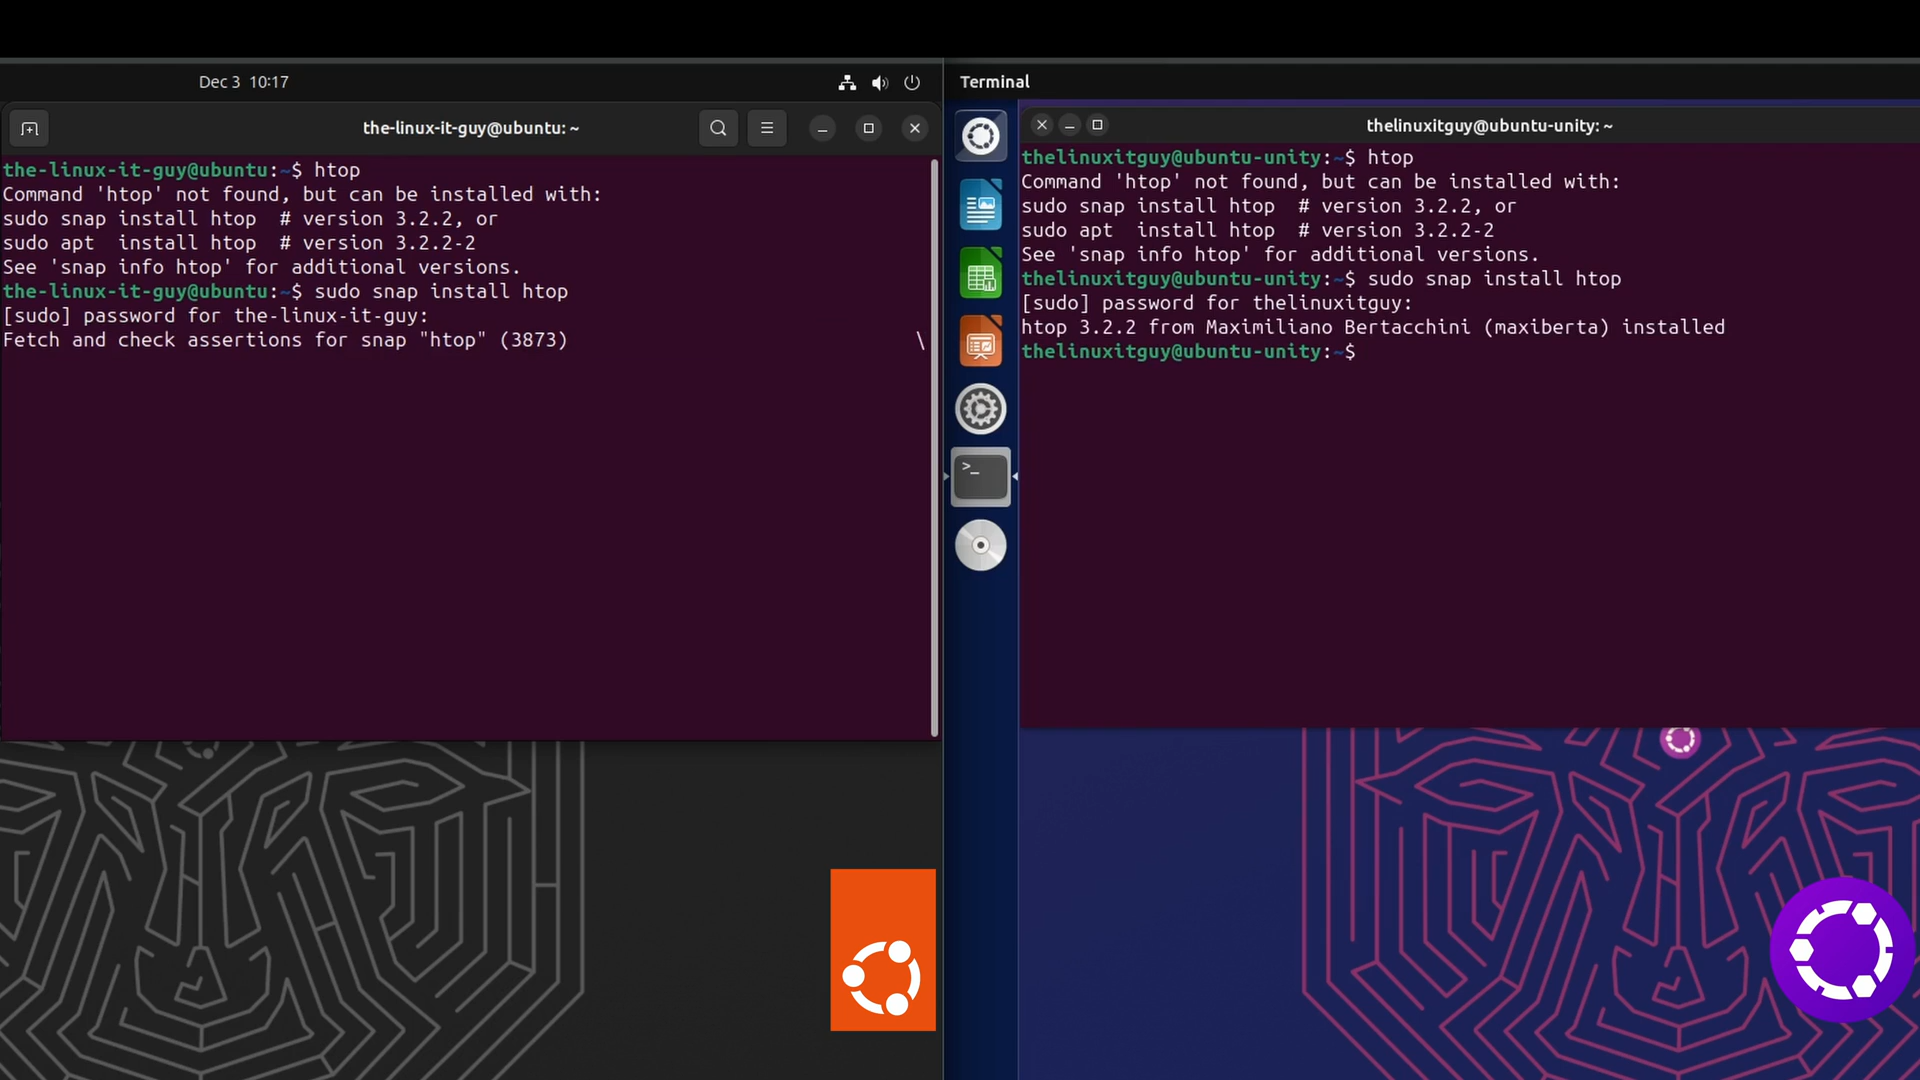 Dec 3 10:17
the-linux-it-guy@ubuntu: ~
the-linux-it-guy@ubuntu:~$ htop
Command 'htop' not found, but can be installed with:
sudo snap install htop  # version 3.2.2, or
sudo apt  install htop  # version 3.2.2-2
See 'snap info htop' for additional versions.
the-linux-it-guy@ubuntu:~$ sudo snap install htop
[sudo] password for the-linux-it-guy:
Fetch and check assertions for snap "htop" (3873) \
Terminal
thelinuxitguy@ubuntu-unity: ~
thelinuxitguy@ubuntu-unity:~$ htop
Command 'htop' not found, but can be installed with:
sudo snap install htop  # version 3.2.2, or
sudo apt  install htop  # version 3.2.2-2
See 'snap info htop' for additional versions.
thelinuxitguy@ubuntu-unity:~$ sudo snap install htop
[sudo] password for thelinuxitguy:
htop 3.2.2 from Maximiliano Bertacchini (maxiberta) installed
thelinuxitguy@ubuntu-unity:~$
>_